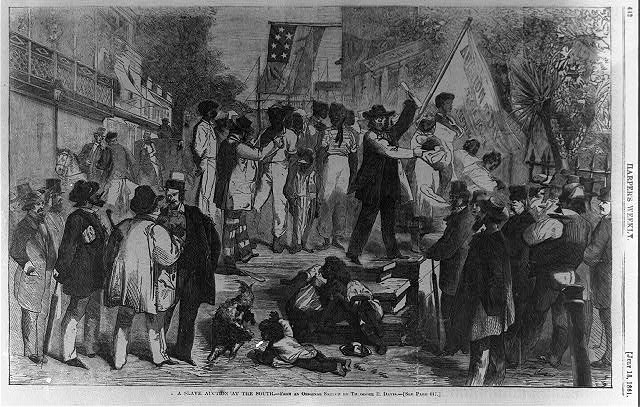 442
HARPER'S WEEKLY.
[JULY 13, 1861.
A SLAVE AUCTION AT THE SOUTH.—FROM AN ORIGINAL SKETCH BY THEODORE R. DAVIS.—[SEE PAGE 447.]